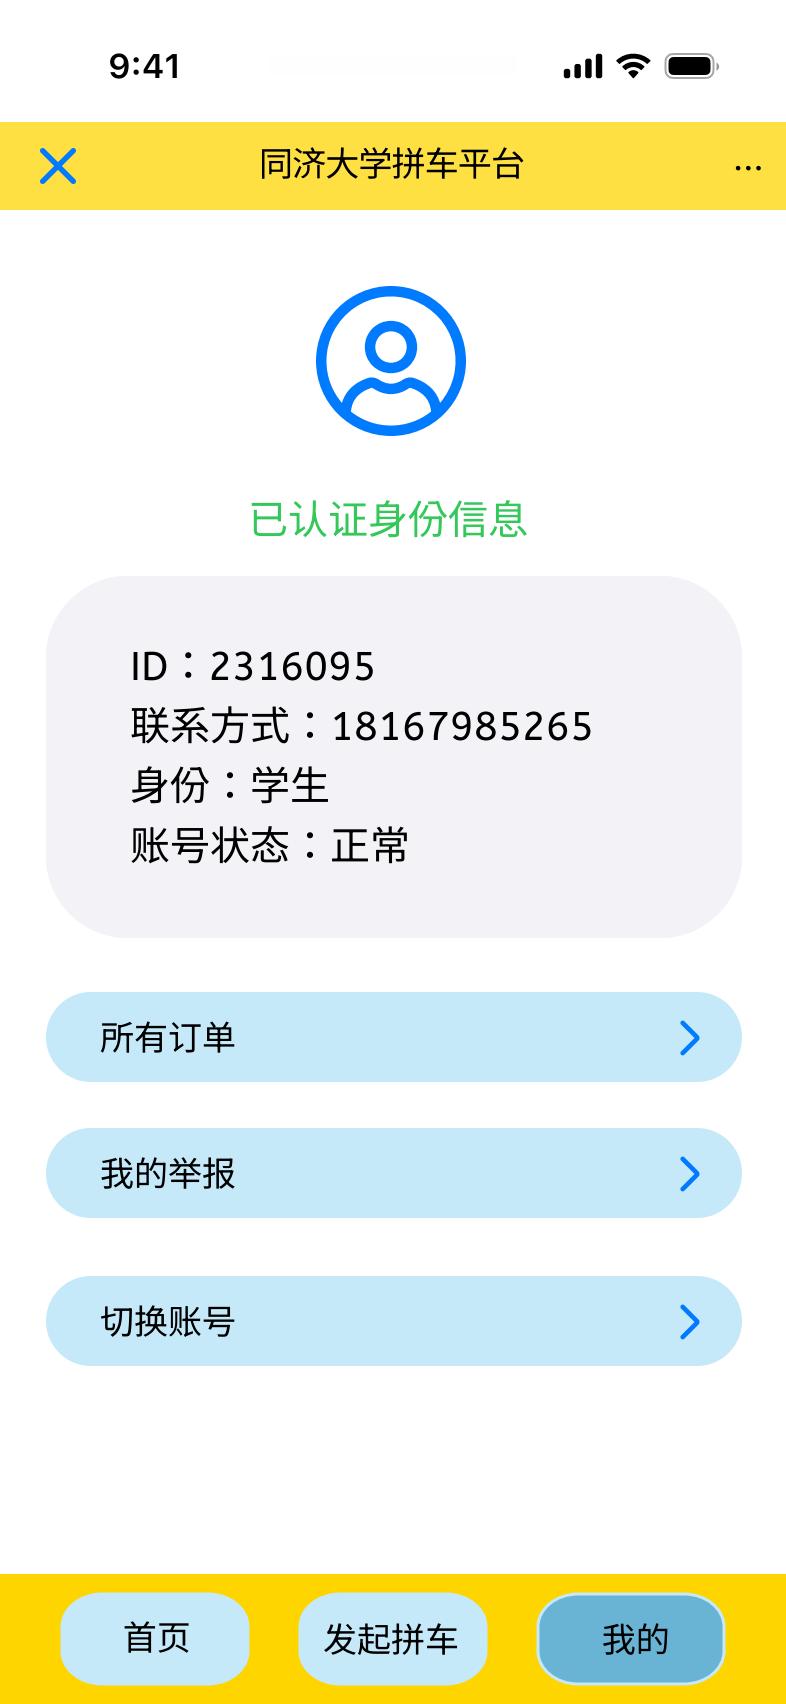 9:41
同济大学拼车平台
...
已认证身份信息
ID：2316095
联系方式：18167985265
身份：学生
账号状态：正常
所有订单
我的举报
切换账号
首页
发起拼车
我的